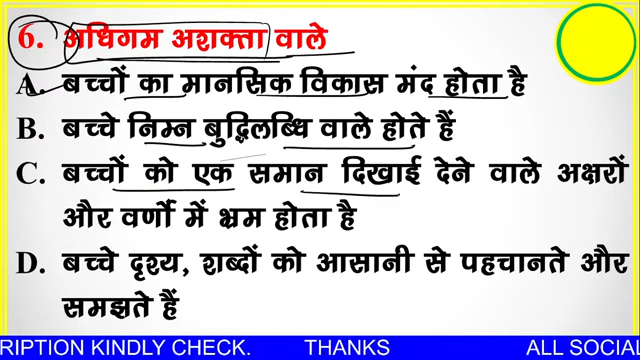 6. अधिगम अशक्ता वाले
A. बच्चों का मानसिक विकास मंद होता है
B. बच्चे निम्न बुद्धिलब्धि वाले होते हैं
C. बच्चों को एक समान दिखाई देने वाले अक्षरों
और वर्णो में भ्रम होता है
D. बच्चे दृश्य, शब्दों को आसानी से पहचानते और
समझते हैं
RIPTION KINDLY CHECK. THANKS ALL SOCIAL